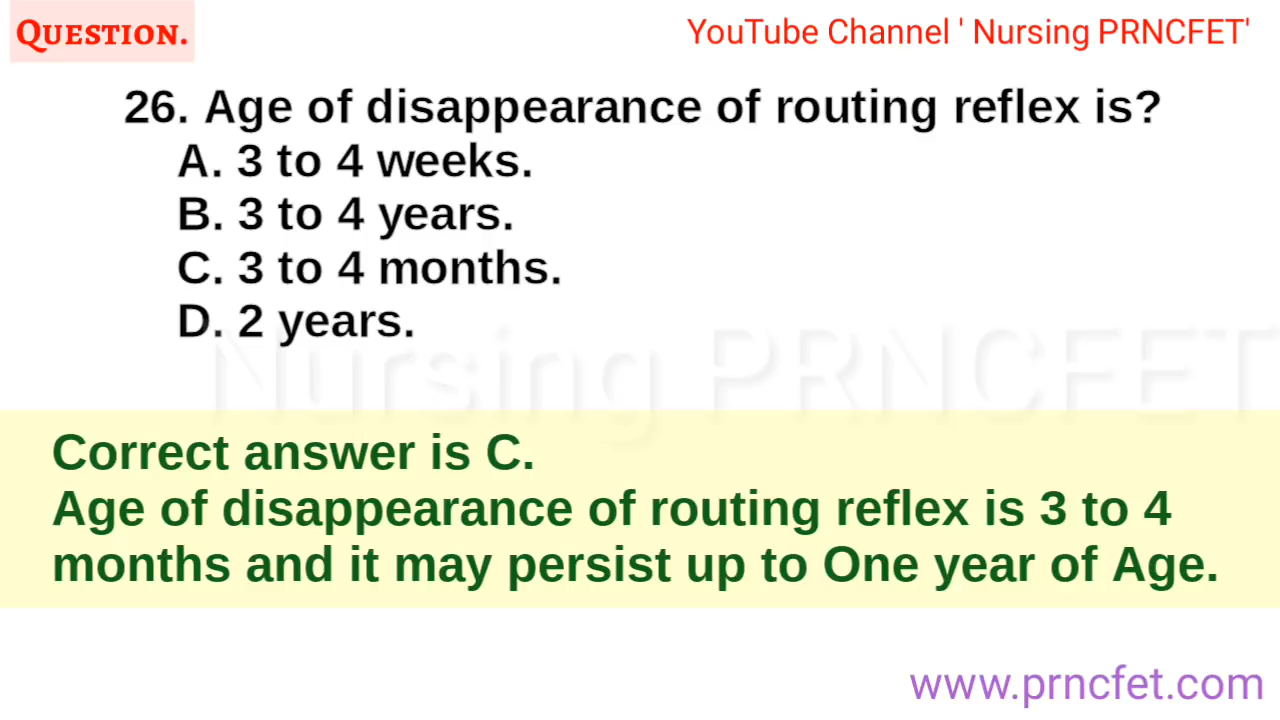 QUESTION.
YouTube Channel ' Nursing PRNCFET'
26. Age of disappearance of routing reflex is?
A. 3 to 4 weeks.
B. 3 to 4 years.
C. 3 to 4 months.
D. 2 years.
Nursing PRNCFET
Correct answer is C.
Age of disappearance of routing reflex is 3 to 4
months and it may persist up to One year of Age.
www.prncfet.com